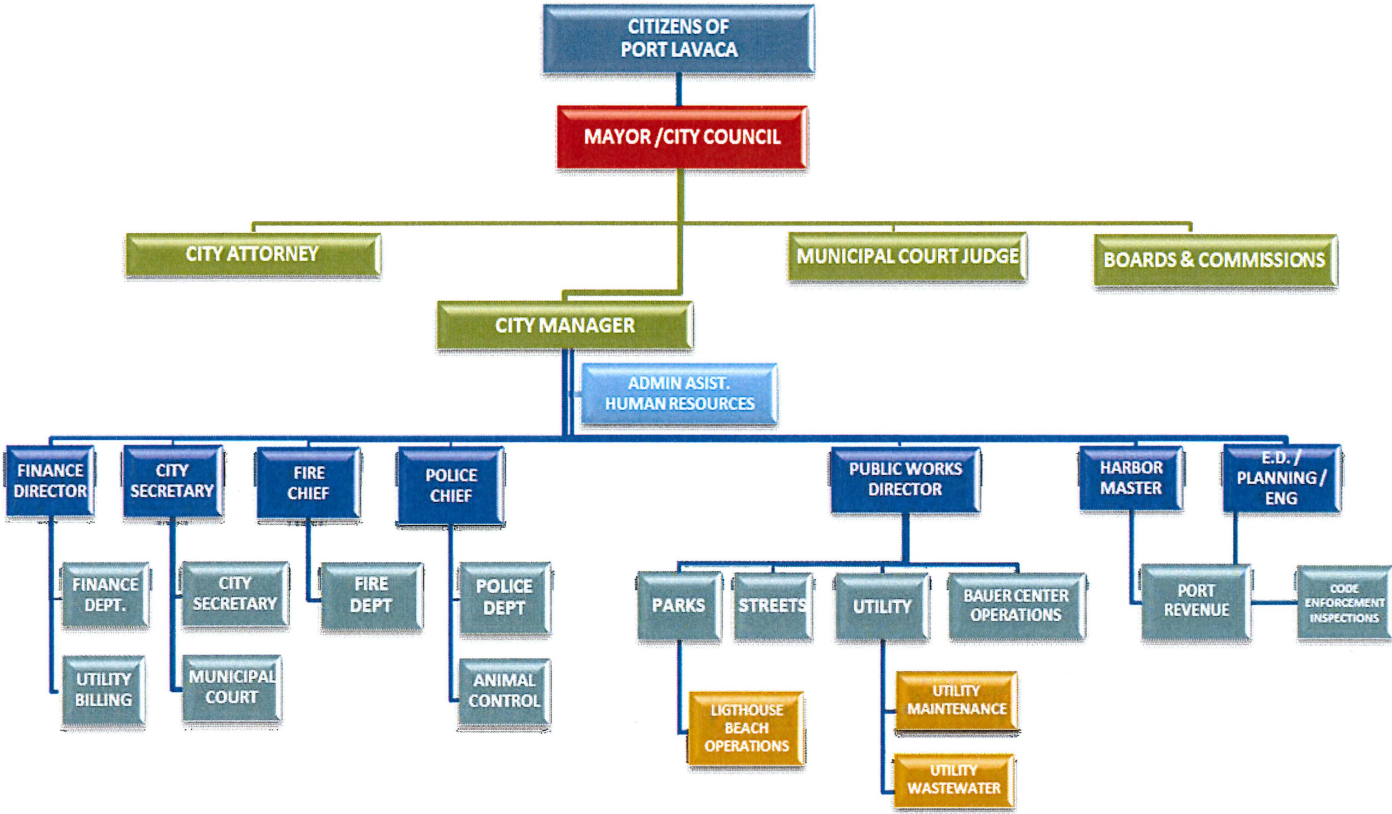 CITIZENS OF
PORT LAVACA
MAYOR /CITY COUNCIL
CITY ATTORNEY
MUNICIPAL COURT JUDGE
BOARDS & COMMISSIONS
CITY MANAGER
ADMIN ASIST.
HUMAN RESOURCES
FINANCE
DIRECTOR
CITY
SECRETARY
FIRE
CHIEF
POLICE
CHIEF
PUBLIC WORKS
DIRECTOR
HARBOR
MASTER
E.D. /
PLANNING /
ENG
FINANCE
DEPT.
CITY
SECRETARY
FIRE
DEPT
POLICE
DEPT
PARKS
STREETS
UTILITY
BAUER CENTER
OPERATIONS
PORT
REVENUE
CODE
ENFORCEMENT
INSPECTIONS
UTILITY
BILLING
MUNICIPAL
COURT
ANIMAL
CONTROL
LIGTHOUSE
BEACH
OPERATIONS
UTILITY
MAINTENANCE
UTILITY
WASTEWATER